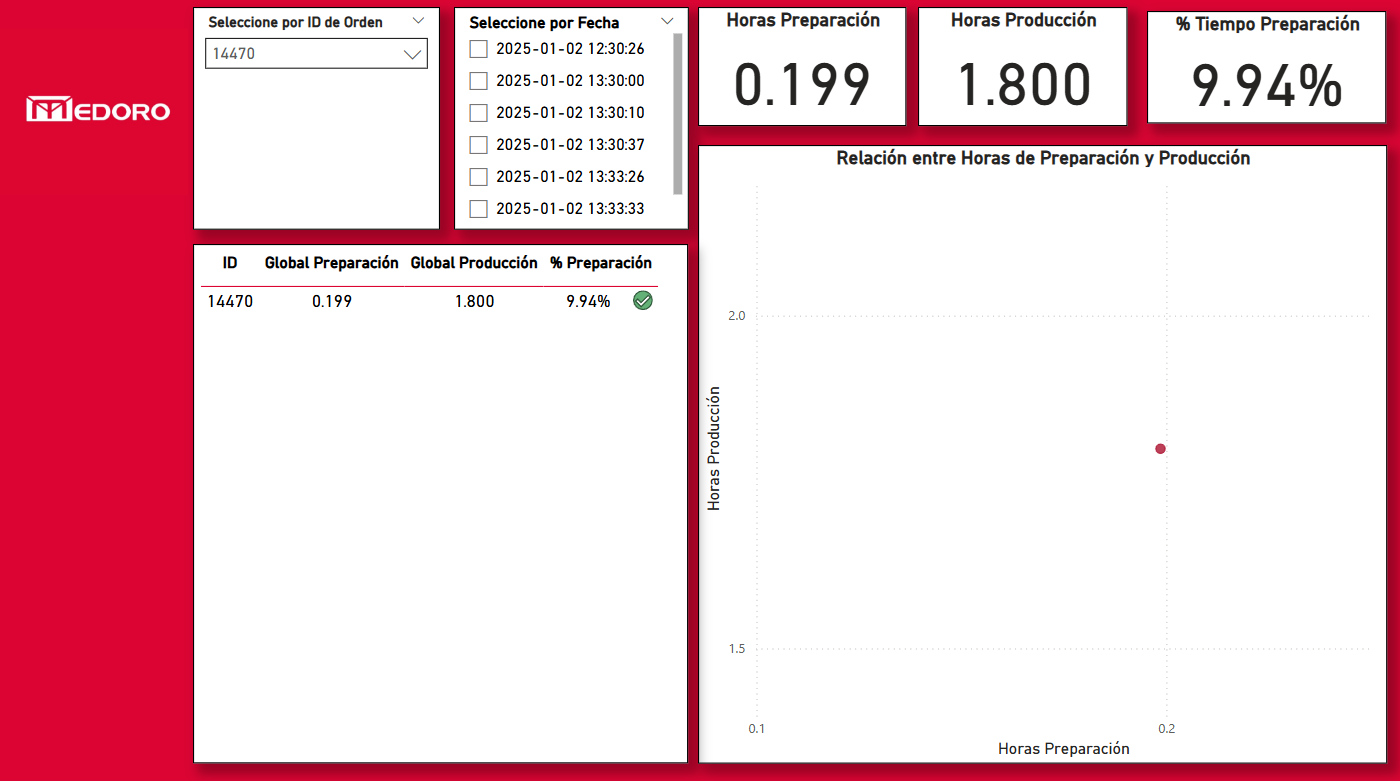 MEDORO
Seleccione por ID de Orden
14470
Seleccione por Fecha
2025-01-02 12:30:26
2025-01-02 13:30:00
2025-01-02 13:30:10
2025-01-02 13:30:37
2025-01-02 13:33:26
2025-01-02 13:33:33
Horas Preparación
0.199
Horas Producción
1.800
% Tiempo Preparación
9.94%
ID Global Preparación Global Producción % Preparación
14470 0.199 1.800 9.94%
Relación entre Horas de Preparación y Producción
Horas Producción
2.0
1.5
0.1 0.2
Horas Preparación